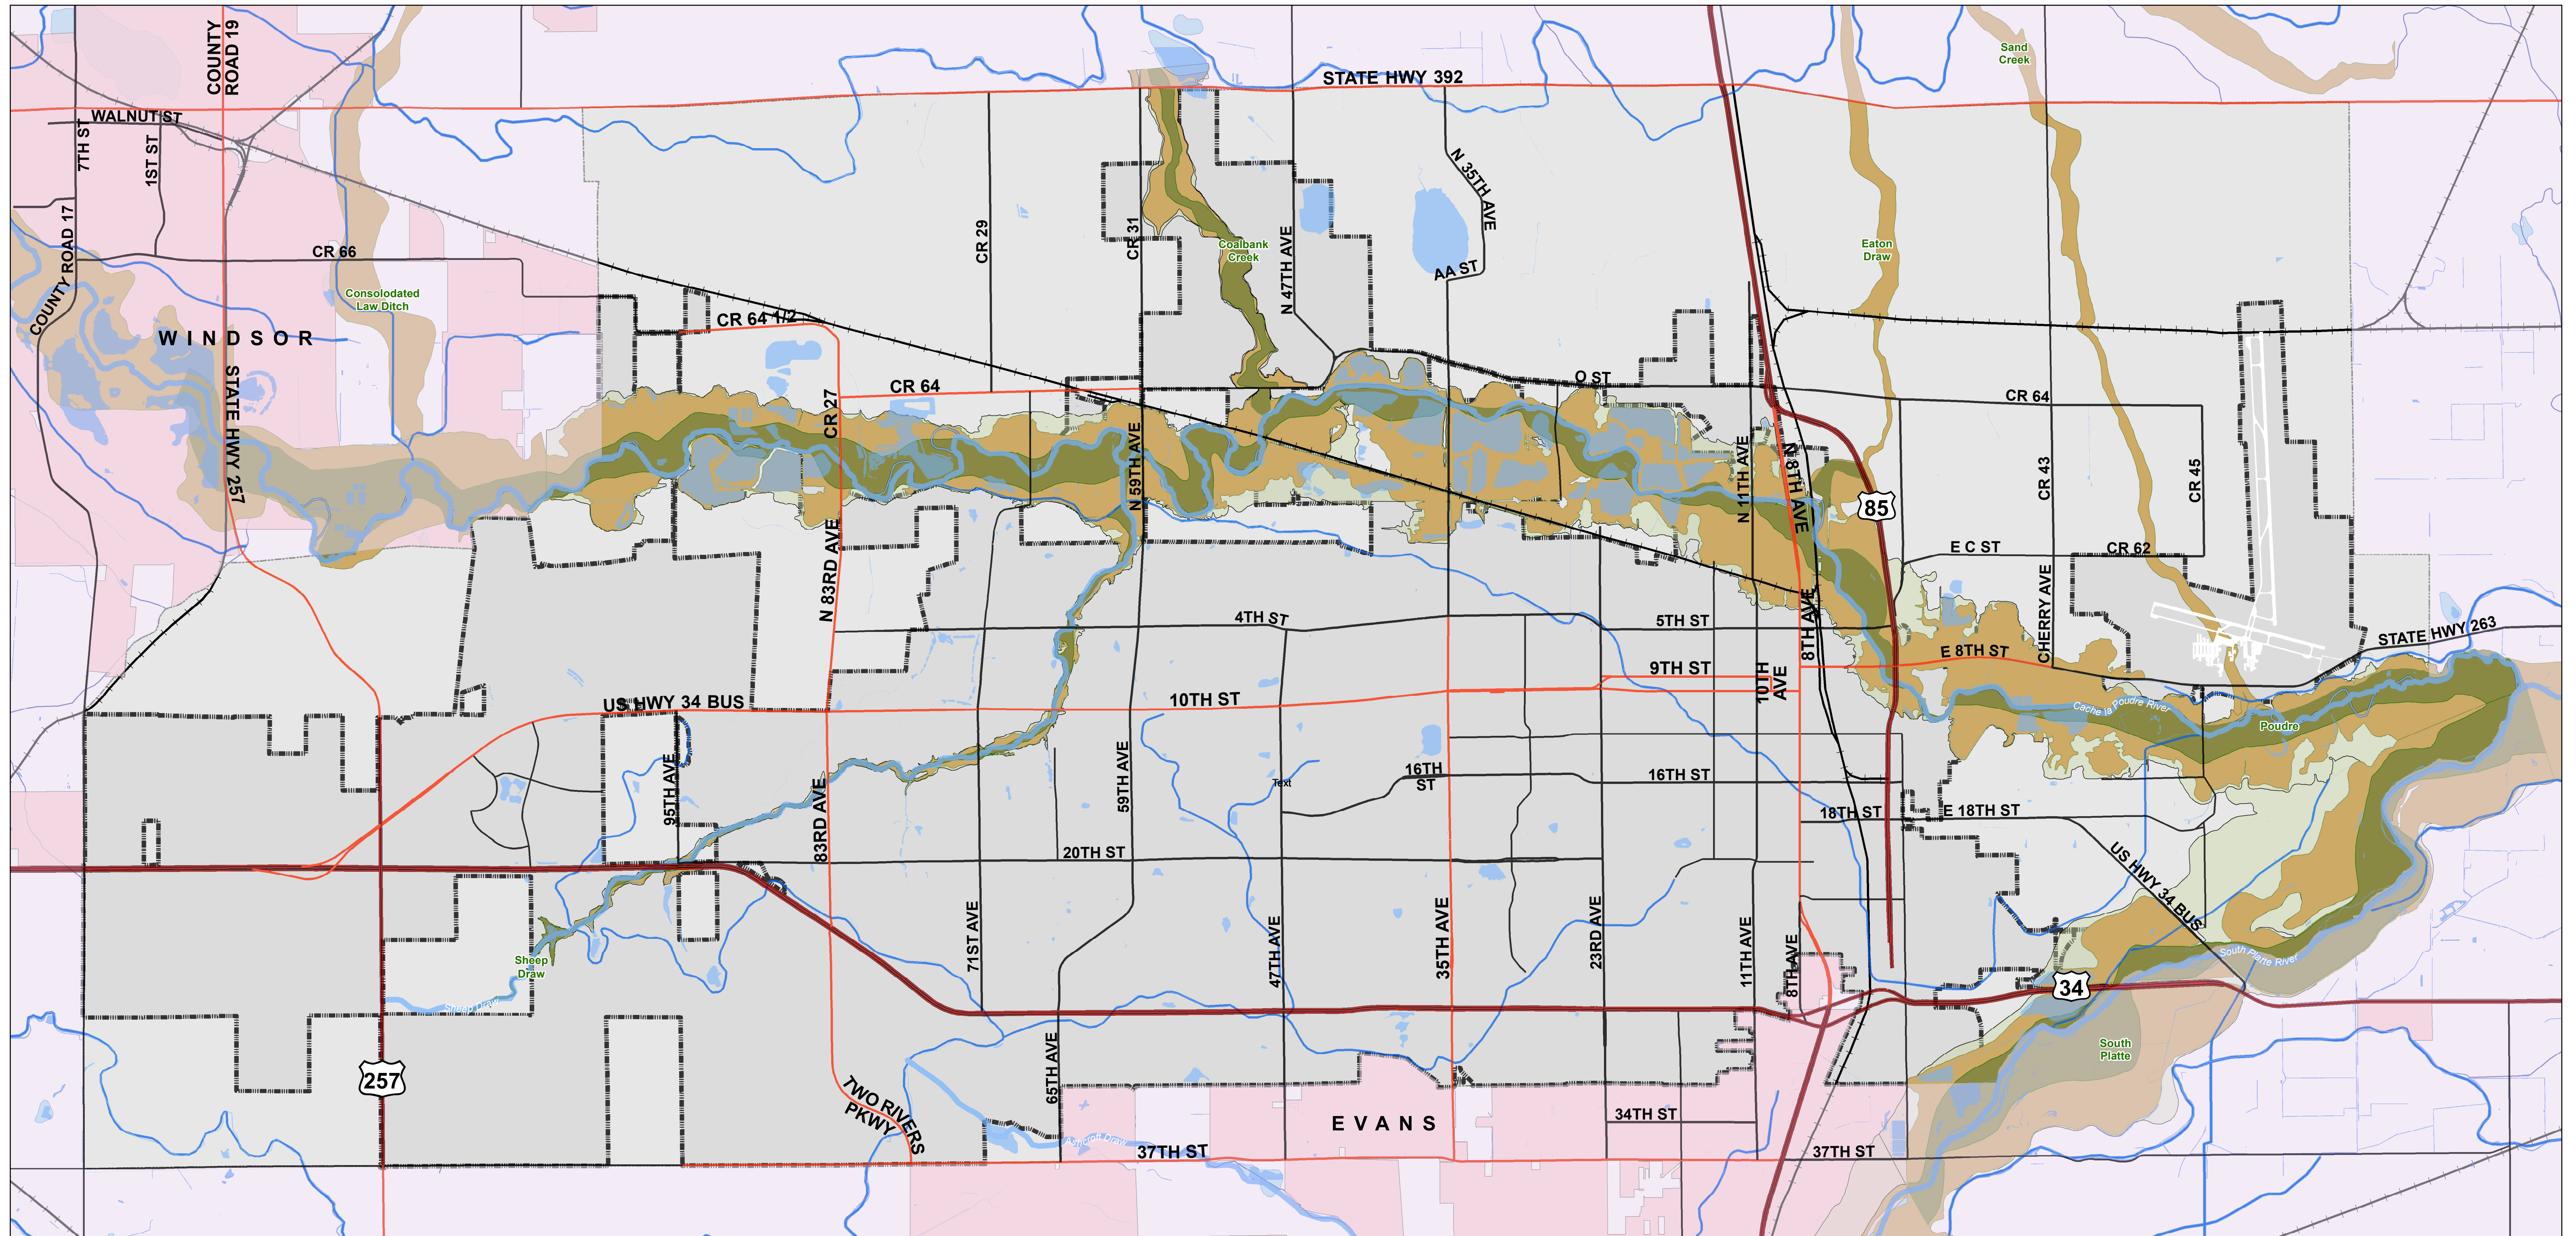 COUNTY
ROAD 19
STATE HWY 392
Sand
Creek
WALNUT ST
7TH ST
1ST ST
N 35TH AVE
COUNTY ROAD 17
CR 66
CR 29
CR 31
Coalbank
Creek
N 47TH AVE
AA ST
Eaton
Draw
Consolodated
Law Ditch
WINDSOR
CR 64 1/2
STATE HWY 257
CR 27
CR 64
O ST
CR 64
N 59TH AVE
N 11TH AVE
N 8TH AVE
85
CR 43
CR 45
N 83RD AVE
E C ST
CR 62
4TH ST
5TH ST
8TH AVE
CHERRY AVE
STATE HWY 263
E 8TH ST
9TH ST
10TH
AVE
US HWY 34 BUS
10TH ST
Cache la Poudre River
Poudre
95TH AVE
83RD AVE
59TH AVE
Text
16TH
ST
16TH ST
18TH ST
E 18TH ST
20TH ST
US HWY 34 BUS
71ST AVE
47TH AVE
35TH AVE
23RD AVE
11TH AVE
8TH AVE
Sheep
Draw
Sheep Draw
South Platte River
34
257
65TH AVE
South
Platte
TWO RIVERS
PKWY
EVANS
34TH ST
Ashcroft Draw
37TH ST
37TH ST